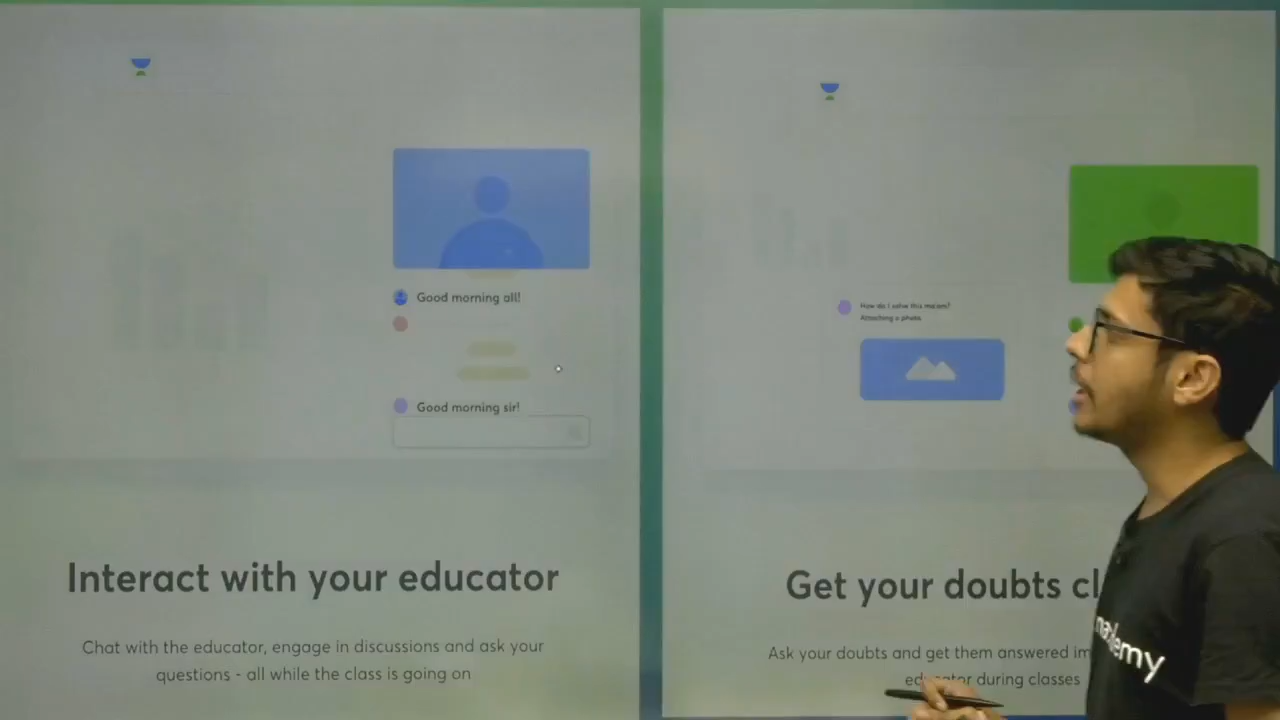 Good morning all!
Good morning sir!
Interact with your educator
Chat with the educator, engage in discussions and ask your
questions - all while the class is going on
How do I solve this
Attaching a photo
Get your doubts cl
Ask your doubts and get them answered im
educator during classes
nacademy